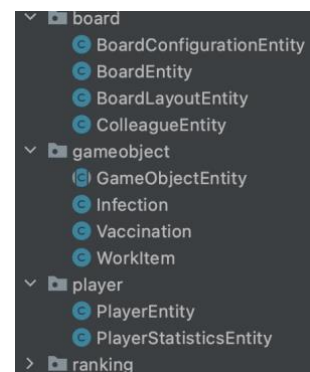 board
BoardConfigurationEntity
BoardEntity
BoardLayoutEntity
ColleagueEntity
gameobject
GameObjectEntity
Infection
Vaccination
WorkItem
player
PlayerEntity
PlayerStatisticsEntity
ranking